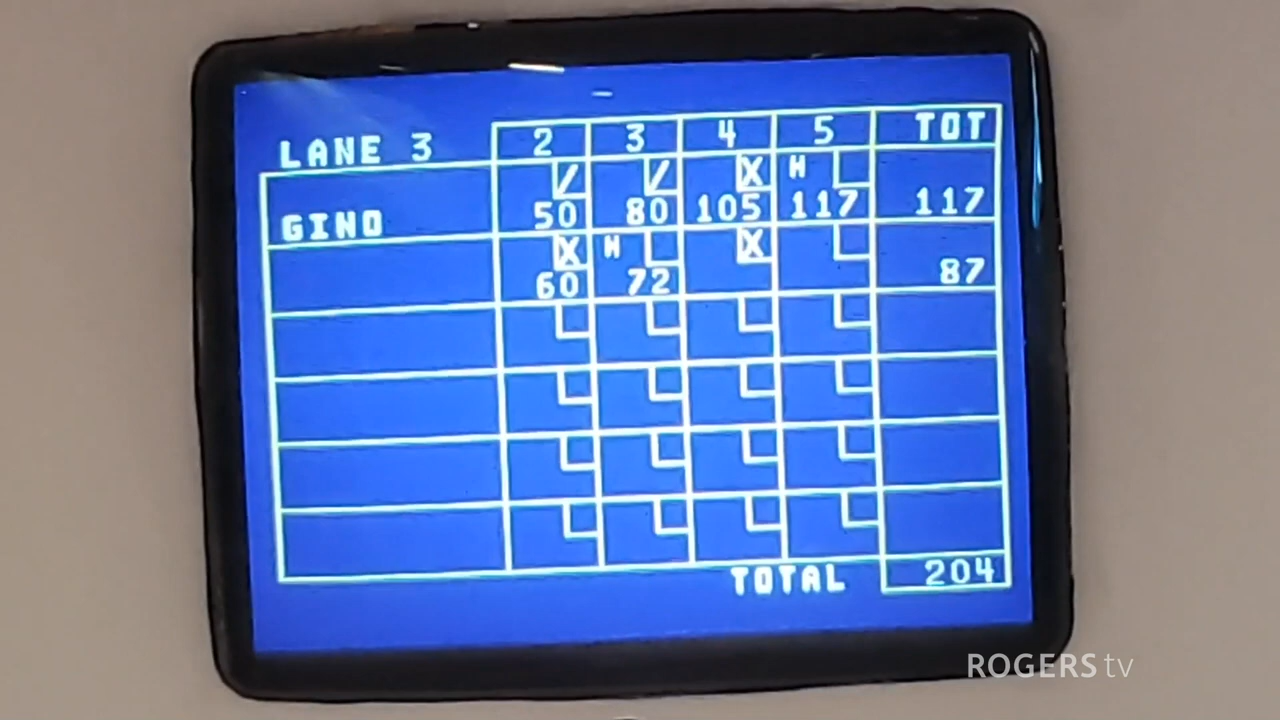 LANE 3 2 3 4 5 TOT
/ / X H
GINO 50 80 105 117 117
X H X
60 72 87
TOTAL 204
ROGERS tv